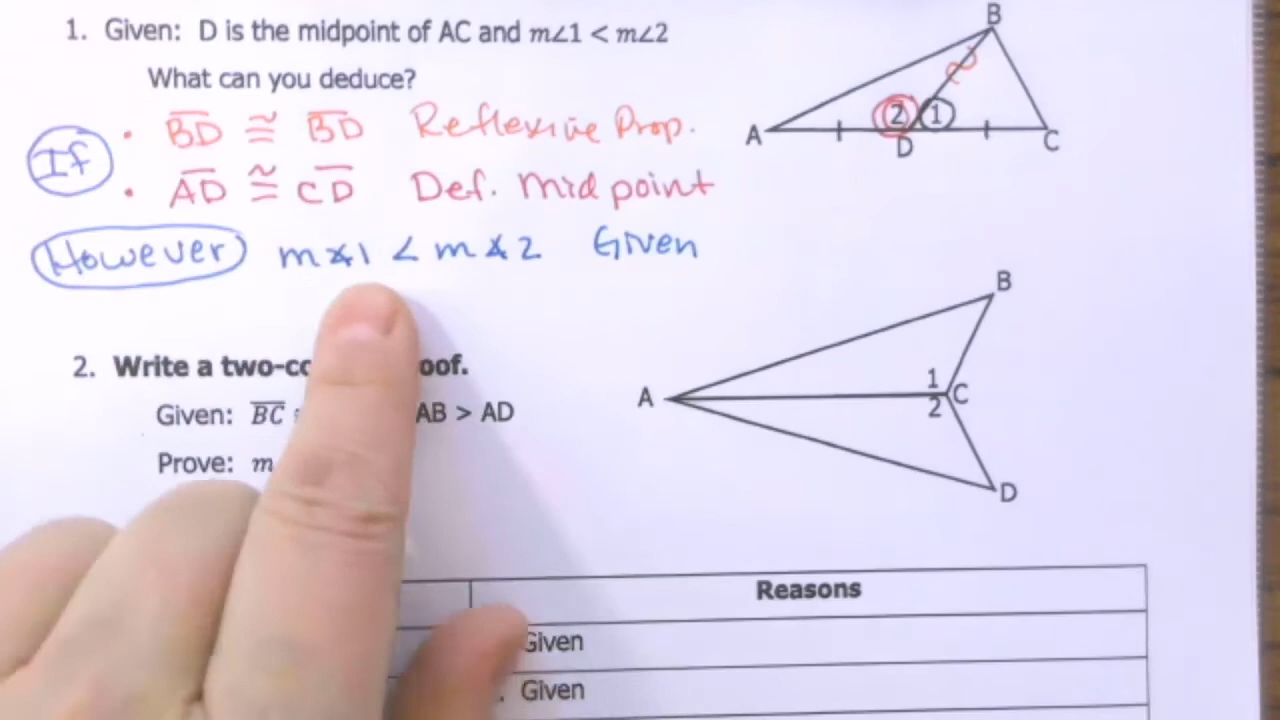 1. Given: D is the midpoint of AC and m∠1 < m∠2
What can you deduce?
If
• BD ≅ BD Reflexive Prop.
• AD ≅ CD Def. Midpoint
However m∡1 < m∡2 Given
B
2 1
A D C
2. Write a two-
oof.
Given: BC
AB > AD
Prove: m
B
A 1 C
2
D
Reasons
Given
Given